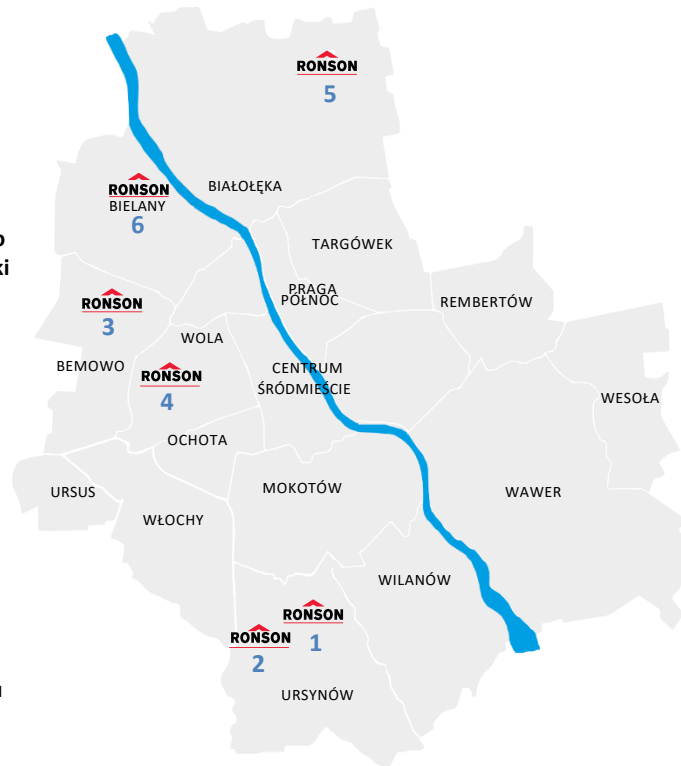 RONSON
5
BIAŁOŁĘKA
RONSON
BIELANY
6
TARGÓWEK
PRAGA
PÓŁNOC
REMBERTÓW
RONSON
3
WOLA
BEMOWO
RONSON
4
CENTRUM
ŚRÓDMIEŚCIE
WESOŁA
OCHOTA
URSUS
MOKOTÓW
WAWER
WŁOCHY
WILANÓW
RONSON
1
RONSON
2
URSYNÓW